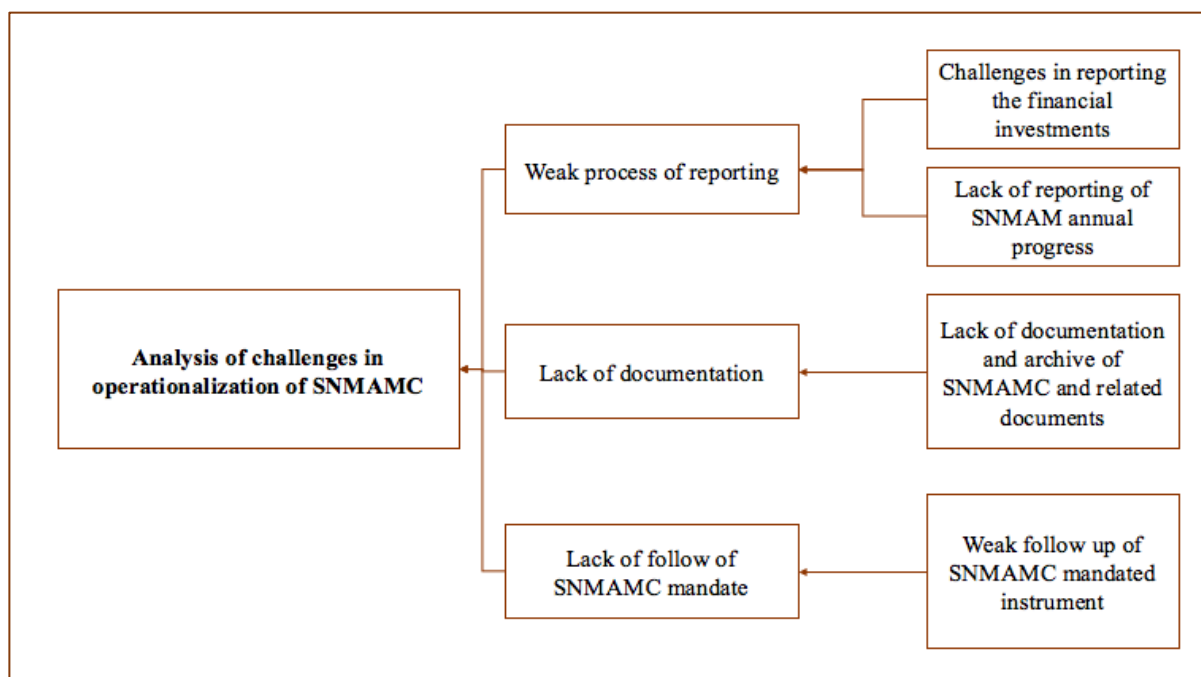 Challenges in reporting
the financial
investments
Weak process of reporting
Lack of reporting of
SNMAM annual
progress
Analysis of challenges in
operationalization of SNMAMC
Lack of documentation
Lack of documentation
and archive of
SNMAMC and related
documents
Lack of follow of
SNMAMC mandate
Weak follow up of
SNMAMC mandated
instrument